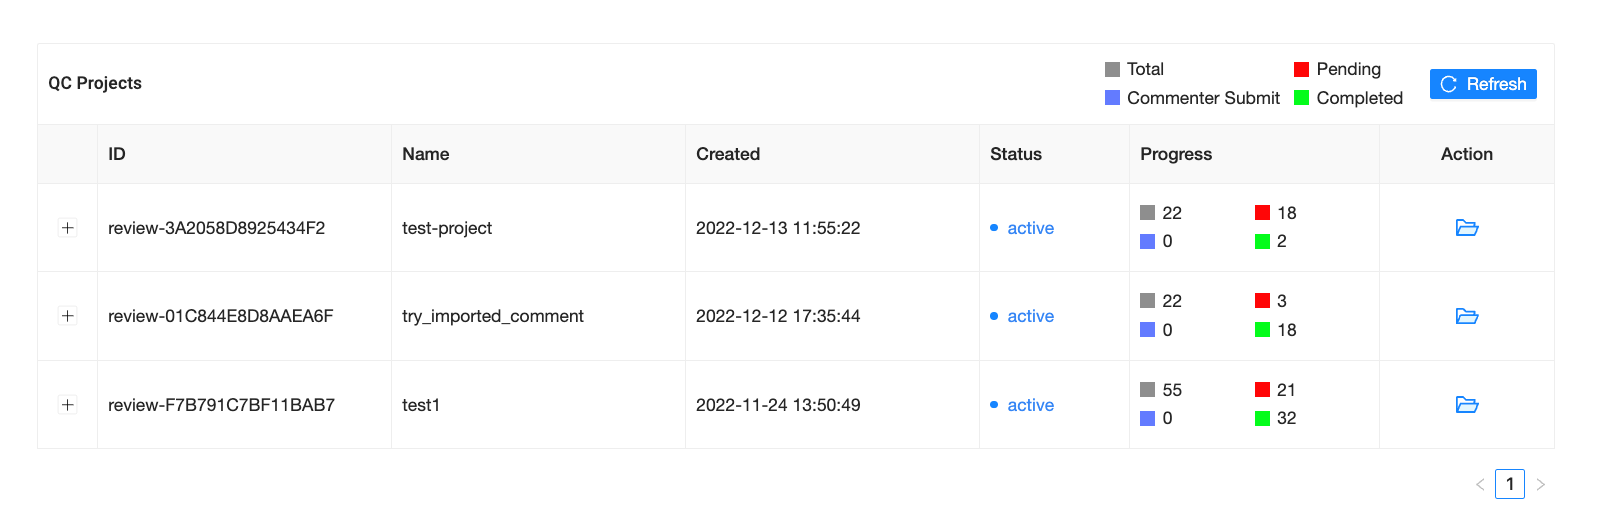 QC Projects
Total
Pending
Commenter Submit
Completed
Refresh
ID Name Created Status Progress Action
22 18
review-3A2058D8925434F2 test-project 2022-12-13 11:55:22 active
0 2
22 3
review-01C844E8D8AAEA6F try_imported_comment 2022-12-12 17:35:44 active
0 18
55 21
review-F7B791C7BF11BAB7 test1 2022-11-24 13:50:49 active
0 32
< 1 >